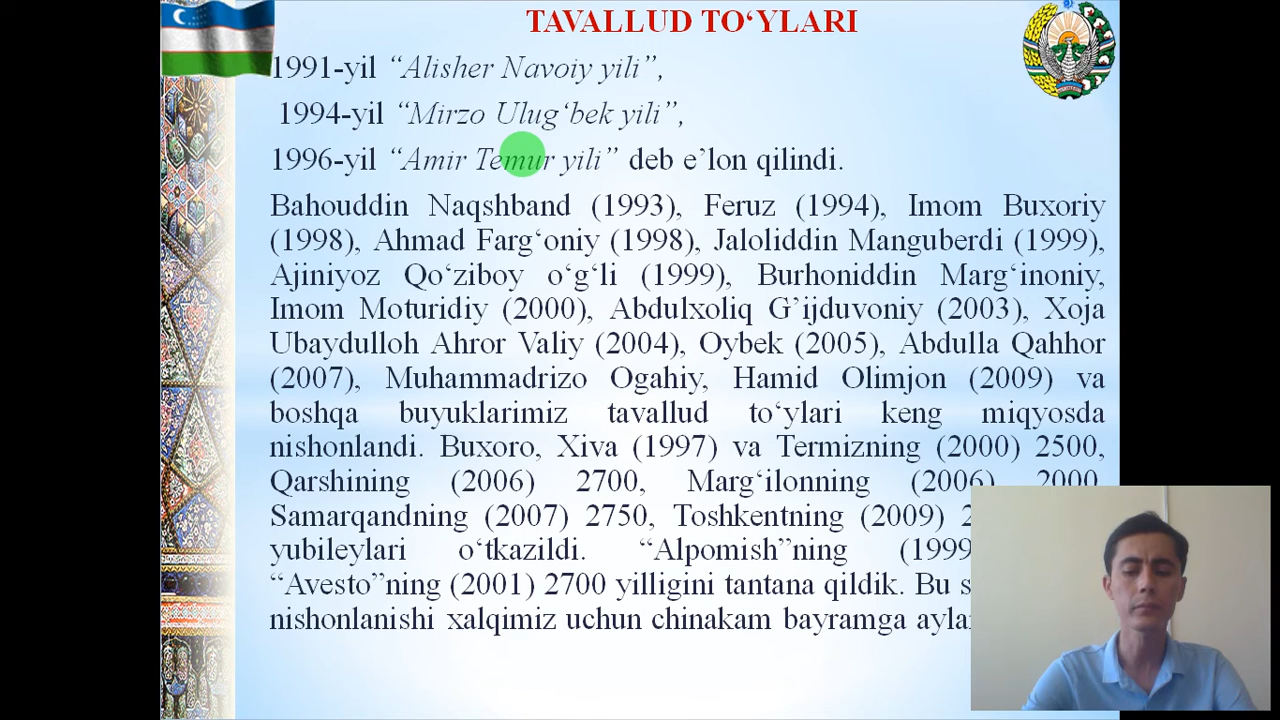 TAVALLUD TO‘YLARI
1991-yil “Alisher Navoiy yili”,
1994-yil “Mirzo Ulug‘bek yili”,
1996-yil “Amir Temur yili” deb e’lon qilindi.
Bahouddin Naqshband (1993), Feruz (1994), Imom Buxoriy
(1998), Ahmad Farg‘oniy (1998), Jaloliddin Manguberdi (1999),
Ajiniyoz Qo‘ziboy o‘g‘li (1999), Burhoniddin Marg‘inoniy,
Imom Moturidiy (2000), Abdulxoliq G’ijduvoniy (2003), Xoja
Ubaydulloh Ahror Valiy (2004), Oybek (2005), Abdulla Qahhor
(2007), Muhammadrizo Ogahiy, Hamid Olimjon (2009) va
boshqa buyuklarimiz tavallud to‘ylari keng miqyosda
nishonlandi. Buxoro, Xiva (1997) va Termizning (2000) 2500,
Qarshining (2006) 2700, Marg‘ilonning (2006) 2000,
Samarqandning (2007) 2750, Toshkentning (2009)
yubileylari o‘tkazildi. “Alpomish”ning (1999
“Avesto”ning (2001) 2700 yilligini tantana qildik. Bu
nishonlanishi xalqimiz uchun chinakam bayramga